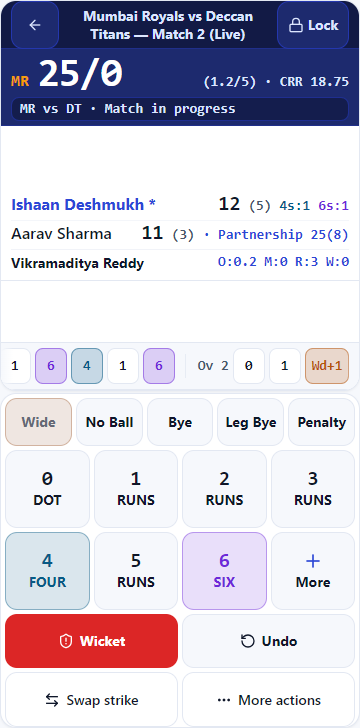 Mumbai Royals vs Deccan
Titans — Match 2 (Live)
Lock
MR 25/0 (1.2/5) · CRR 18.75
MR vs DT · Match in progress
Ishaan Deshmukh * 12 (5) 4s:1 6s:1
Aarav Sharma 11 (3) · Partnership 25(8)
Vikramaditya Reddy O:0.2 M:0 R:3 W:0
1 6 4 1 6 Ov 2 0 1 Wd+1
Wide No Ball Bye Leg Bye Penalty
0 1 2 3
DOT RUNS RUNS RUNS
4 5 6 +
FOUR RUNS SIX More
Wicket Undo
Swap strike More actions